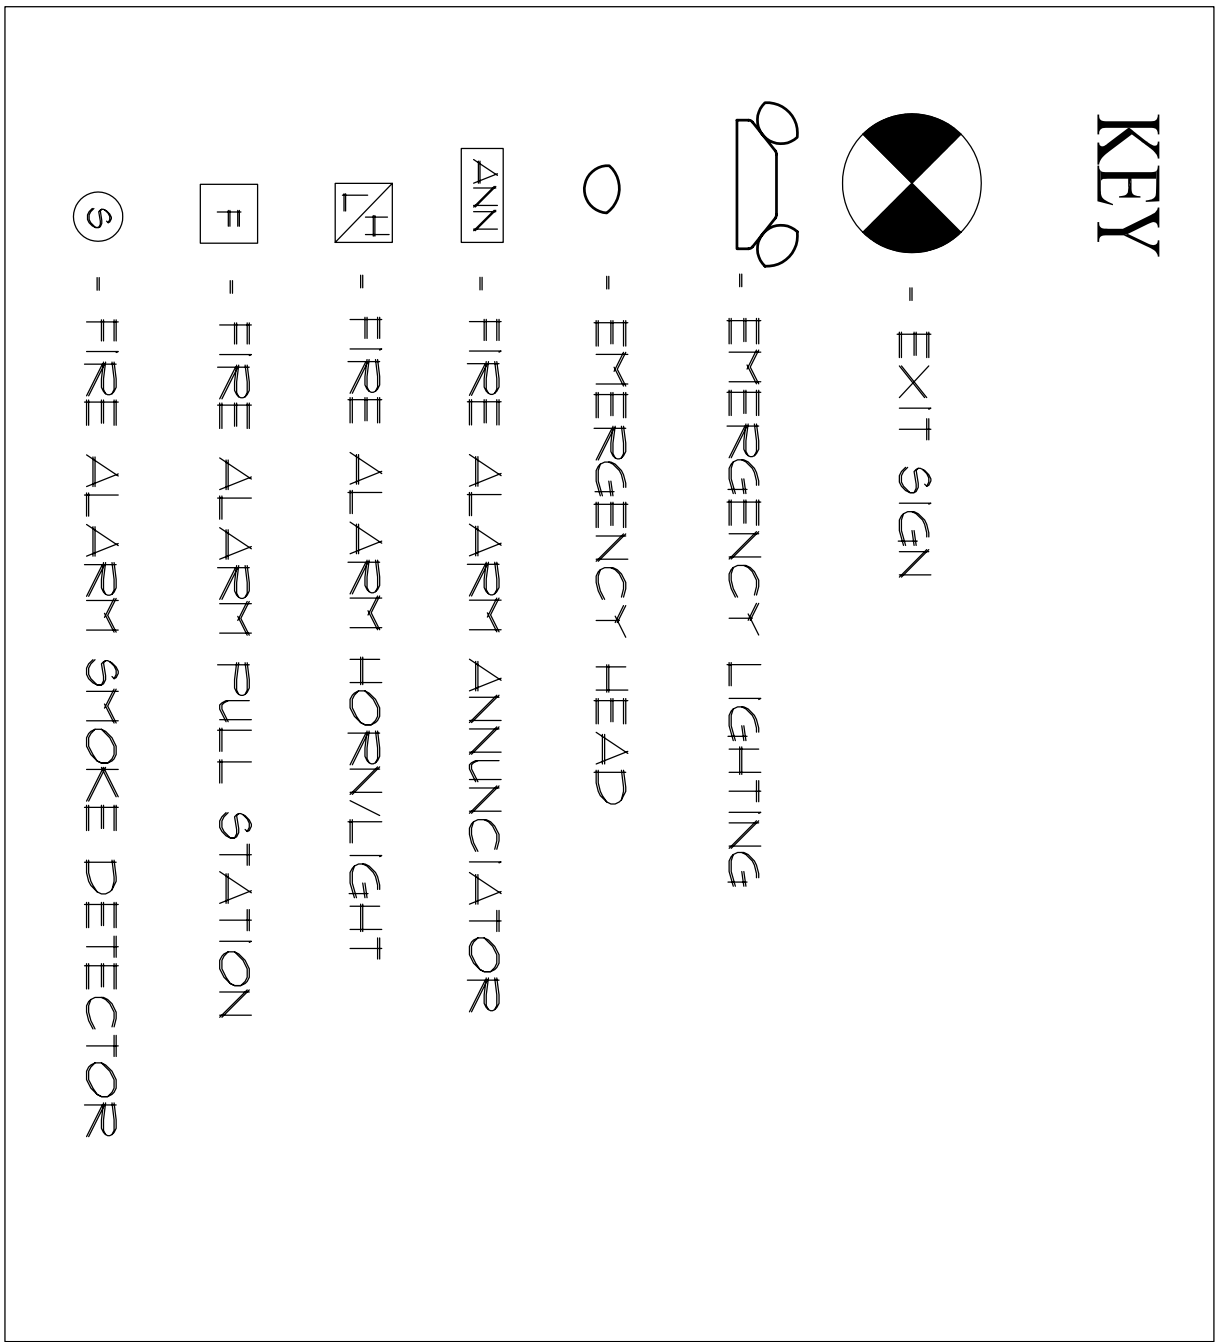 KEY
- EXIT SIGN
- EMERGENCY LIGHTING
- EMERGENCY HEAD
ANN - FIRE ALARM ANNUNCIATOR
L/H - FIRE ALARM HORN/LIGHT
F - FIRE ALARM PULL STATION
S - FIRE ALARM SMOKE DETECTOR